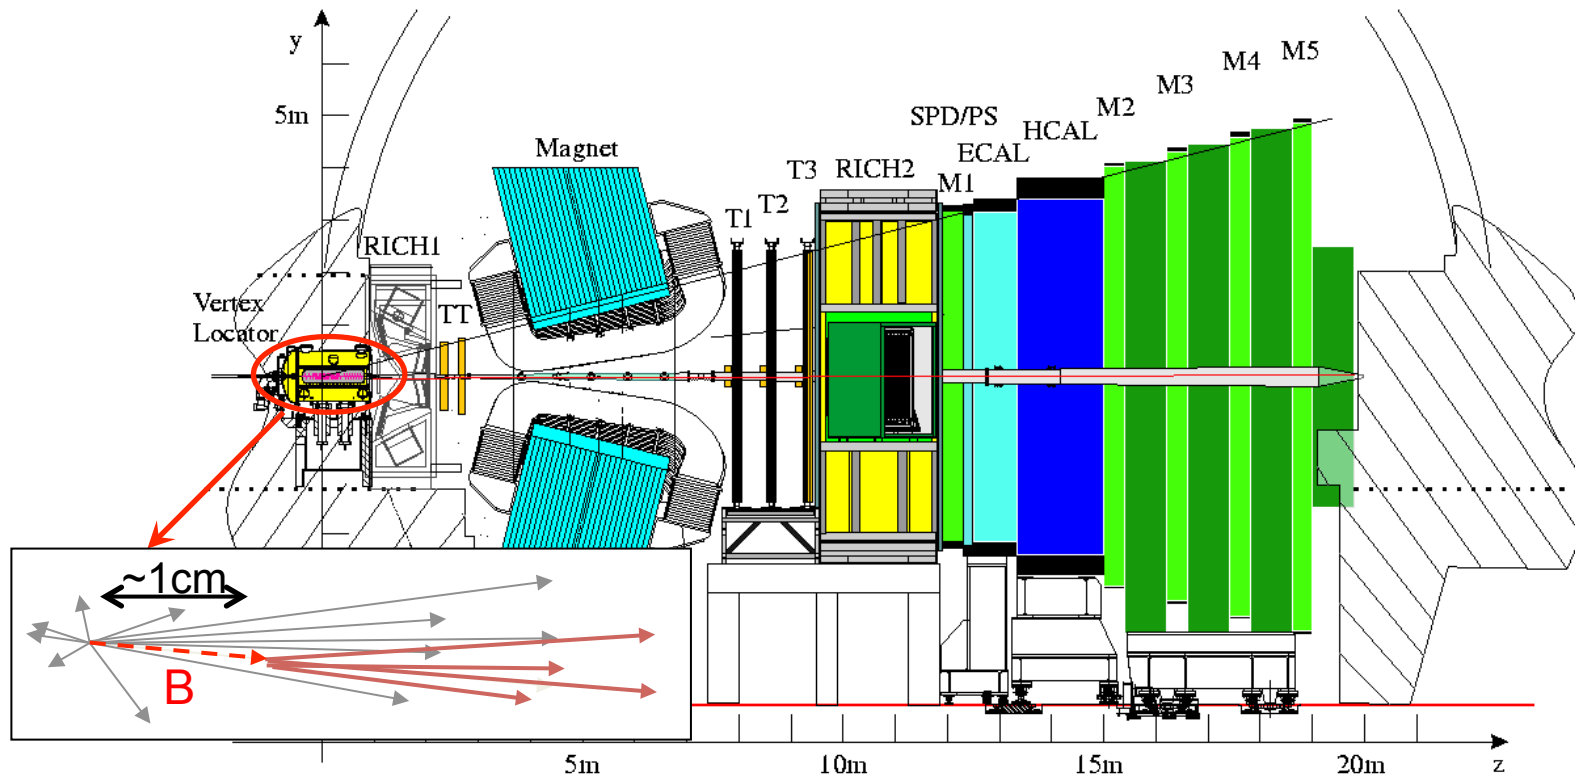 y
5m
Magnet
RICH1
Vertex
Locator
TT
T1
T2
T3
RICH2
M1
SPD/PS
ECAL
HCAL
M2
M3
M4
M5
~1cm
B
5m
10m
15m
20m
z